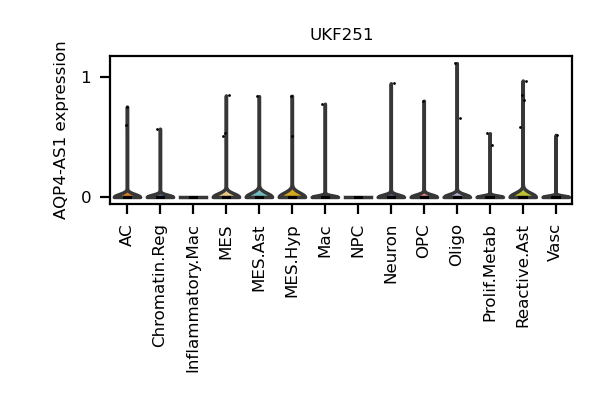 UKF251
AQP4-AS1 expression
1
0
AC
Chromatin.Reg
Inflammatory.Mac
MES
MES.Ast
MES.Hyp
Mac
NPC
Neuron
OPC
Oligo
Prolif.Metab
Reactive.Ast
Vasc